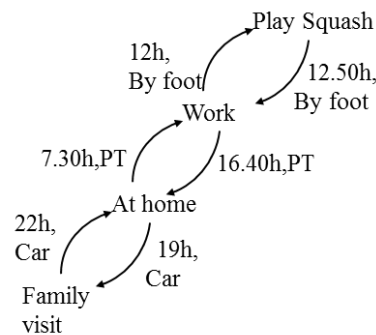 Play Squash
12h,
By foot
12.50h,
By foot
Work
7.30h,PT
16.40h,PT
At home
22h,
Car
19h,
Car
Family
visit